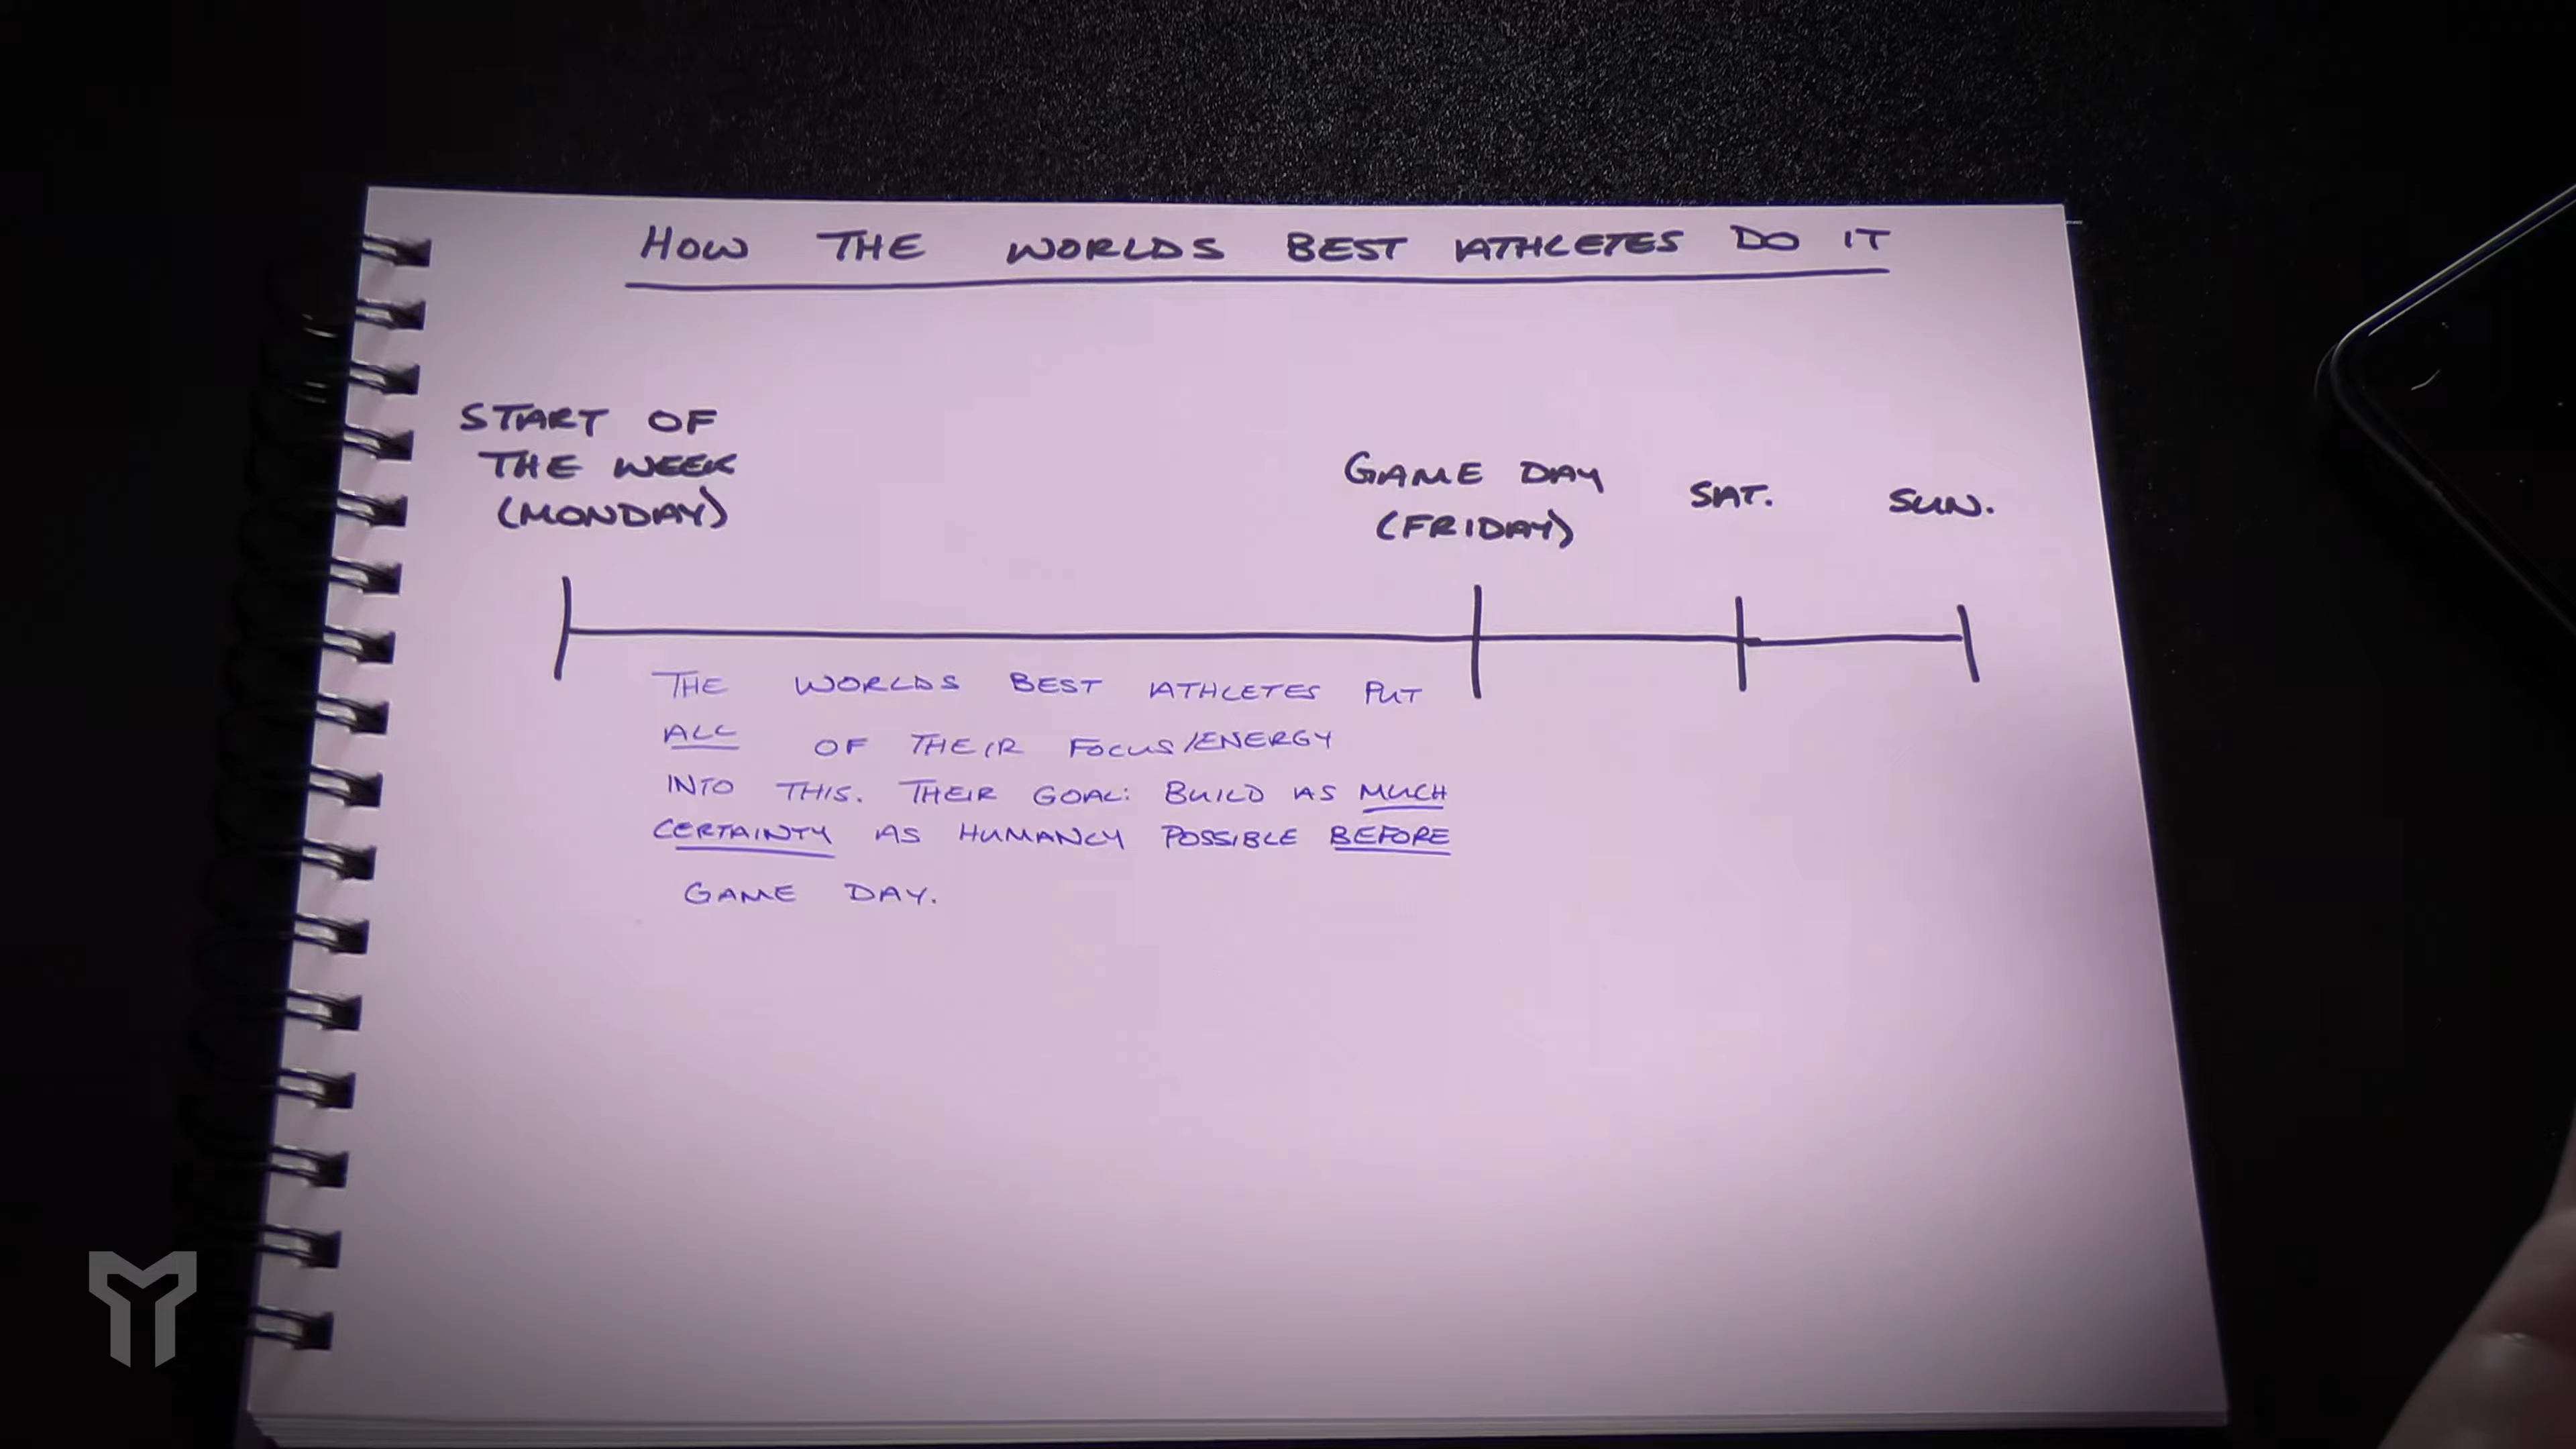 HOW THE WORLDS BEST ATHLETES DO IT
START OF
THE WEEK
(MONDAY)
GAME DAY
(FRIDAY)
SAT.
SUN.
THE WORLDS BEST ATHLETES PUT
ALL OF THEIR FOCUS/ENERGY
INTO THIS. THEIR GOAL: BUILD AS MUCH
CERTAINTY AS HUMANLY POSSIBLE BEFORE
GAME DAY.